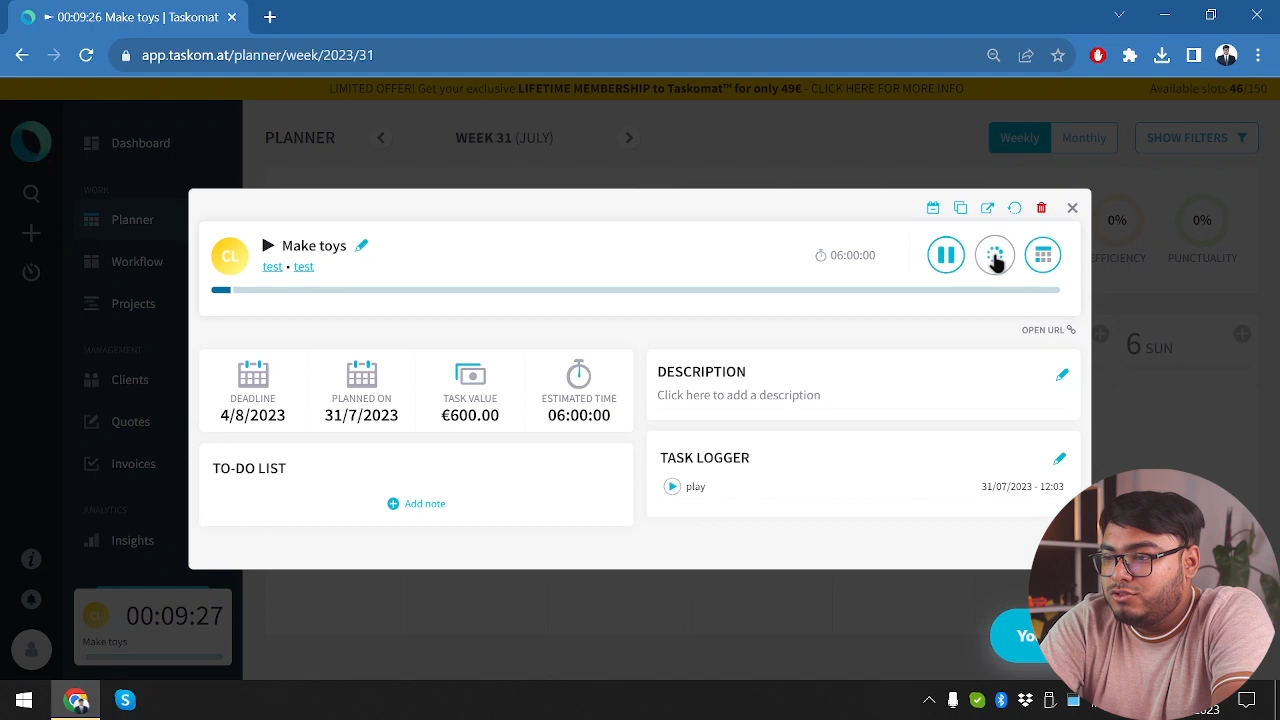 00:09:26 • Make toys
app.taskom.at/planner/week/2023/31
LIMITED OFFER! Get your exclusive LIFETIME MEMBERSHIP to Taskomat™ for only 49€ - CLICK HERE FOR MORE INFO
Available slots 46/150
Dashboard
WORK
Planner
Workflow
Projects
MANAGEMENT
Clients
Quotes
Invoices
ANALYTICS
Insights
00:09:27
Make toys
PLANNER
WEEK 31 (JULY)
Weekly
Monthly
SHOW FILTERS
0%
0%
EFFICIENCY
PUNCTUALITY
6 SUN
CL
Make toys
test • test
06:00:00
OPEN URL
DEADLINE
4/8/2023
PLANNED ON
31/7/2023
TASK VALUE
€600.00
ESTIMATED TIME
06:00:00
TO-DO LIST
Add note
DESCRIPTION
Click here to add a description
TASK LOGGER
play
31/07/2023 - 12:03